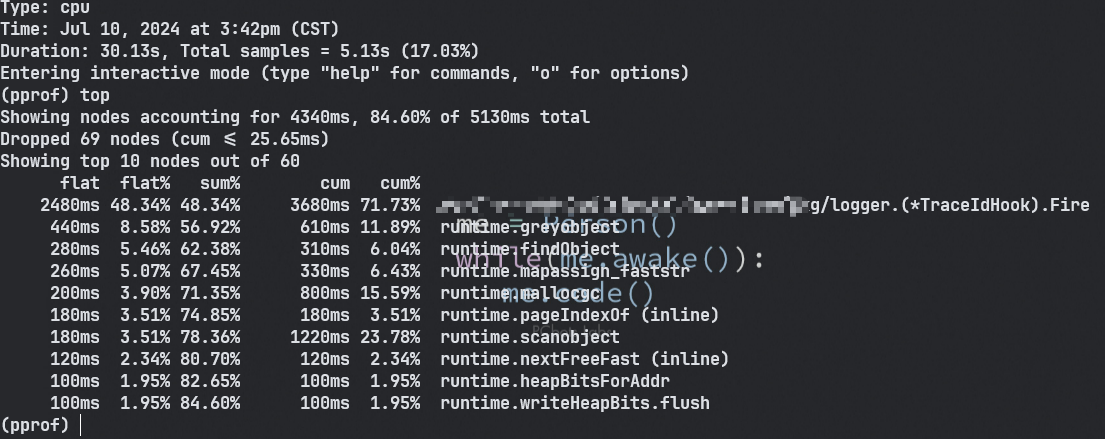 Type: cpu
Time: Jul 10, 2024 at 3:42pm (CST)
Duration: 30.13s, Total samples = 5.13s (17.03%)
Entering interactive mode (type "help" for commands, "o" for options)
(pprof) top
Showing nodes accounting for 4340ms, 84.60% of 5130ms total
Dropped 69 nodes (cum ≤ 25.65ms)
Showing top 10 nodes out of 60
flat flat% sum% cum cum%
2480ms 48.34% 48.34% 3680ms 71.73% rg/logger.(*TraceIdHook).Fire
me = Person()
440ms 8.58% 56.92% 610ms 11.89% runtime.greyobject
280ms 5.46% 62.38% 310ms 6.04% runtime.findObject
while(me.awake()):
260ms 5.07% 67.45% 330ms 6.43% runtime.mapassign_faststr
200ms 3.90% 71.35% 800ms 15.59% runtime.mallocgc
me.code()
180ms 3.51% 74.85% 180ms 3.51% runtime.pageIndexOf (inline)
180ms 3.51% 78.36% 1220ms 23.78% runtime.scanobject
120ms 2.34% 80.70% 120ms 2.34% runtime.nextFreeFast (inline)
100ms 1.95% 82.65% 100ms 1.95% runtime.heapBitsForAddr
100ms 1.95% 84.60% 100ms 1.95% runtime.writeHeapBits.flush
(pprof)